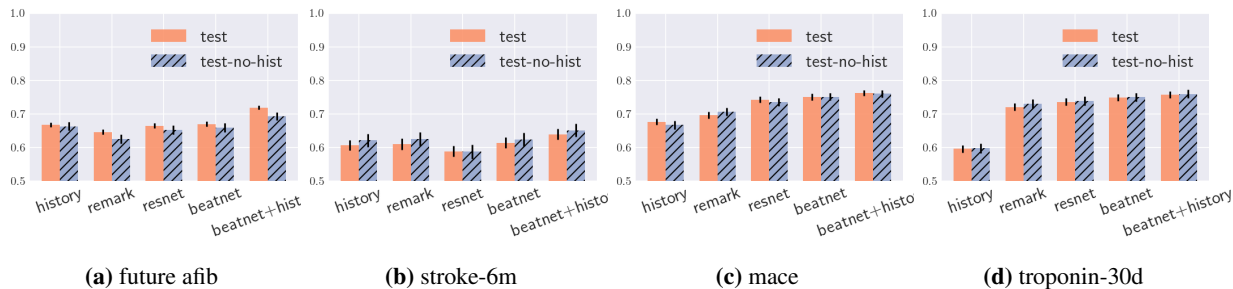 1.0
0.9
0.8
0.7
0.6
0.5
test
test-no-hist
history
remark
resnet
beatnet
beatnet+hist
(a) future afib
1.0
0.9
0.8
0.7
0.6
0.5
test
test-no-hist
history
remark
resnet
beatnet
beatnet+histo
(b) stroke-6m
1.0
0.9
0.8
0.7
0.6
0.5
test
test-no-hist
history
remark
resnet
beatnet
beatnet+histo
(c) mace
1.0
0.9
0.8
0.7
0.6
0.5
test
test-no-hist
history
remark
resnet
beatnet
beatnet+history
(d) troponin-30d